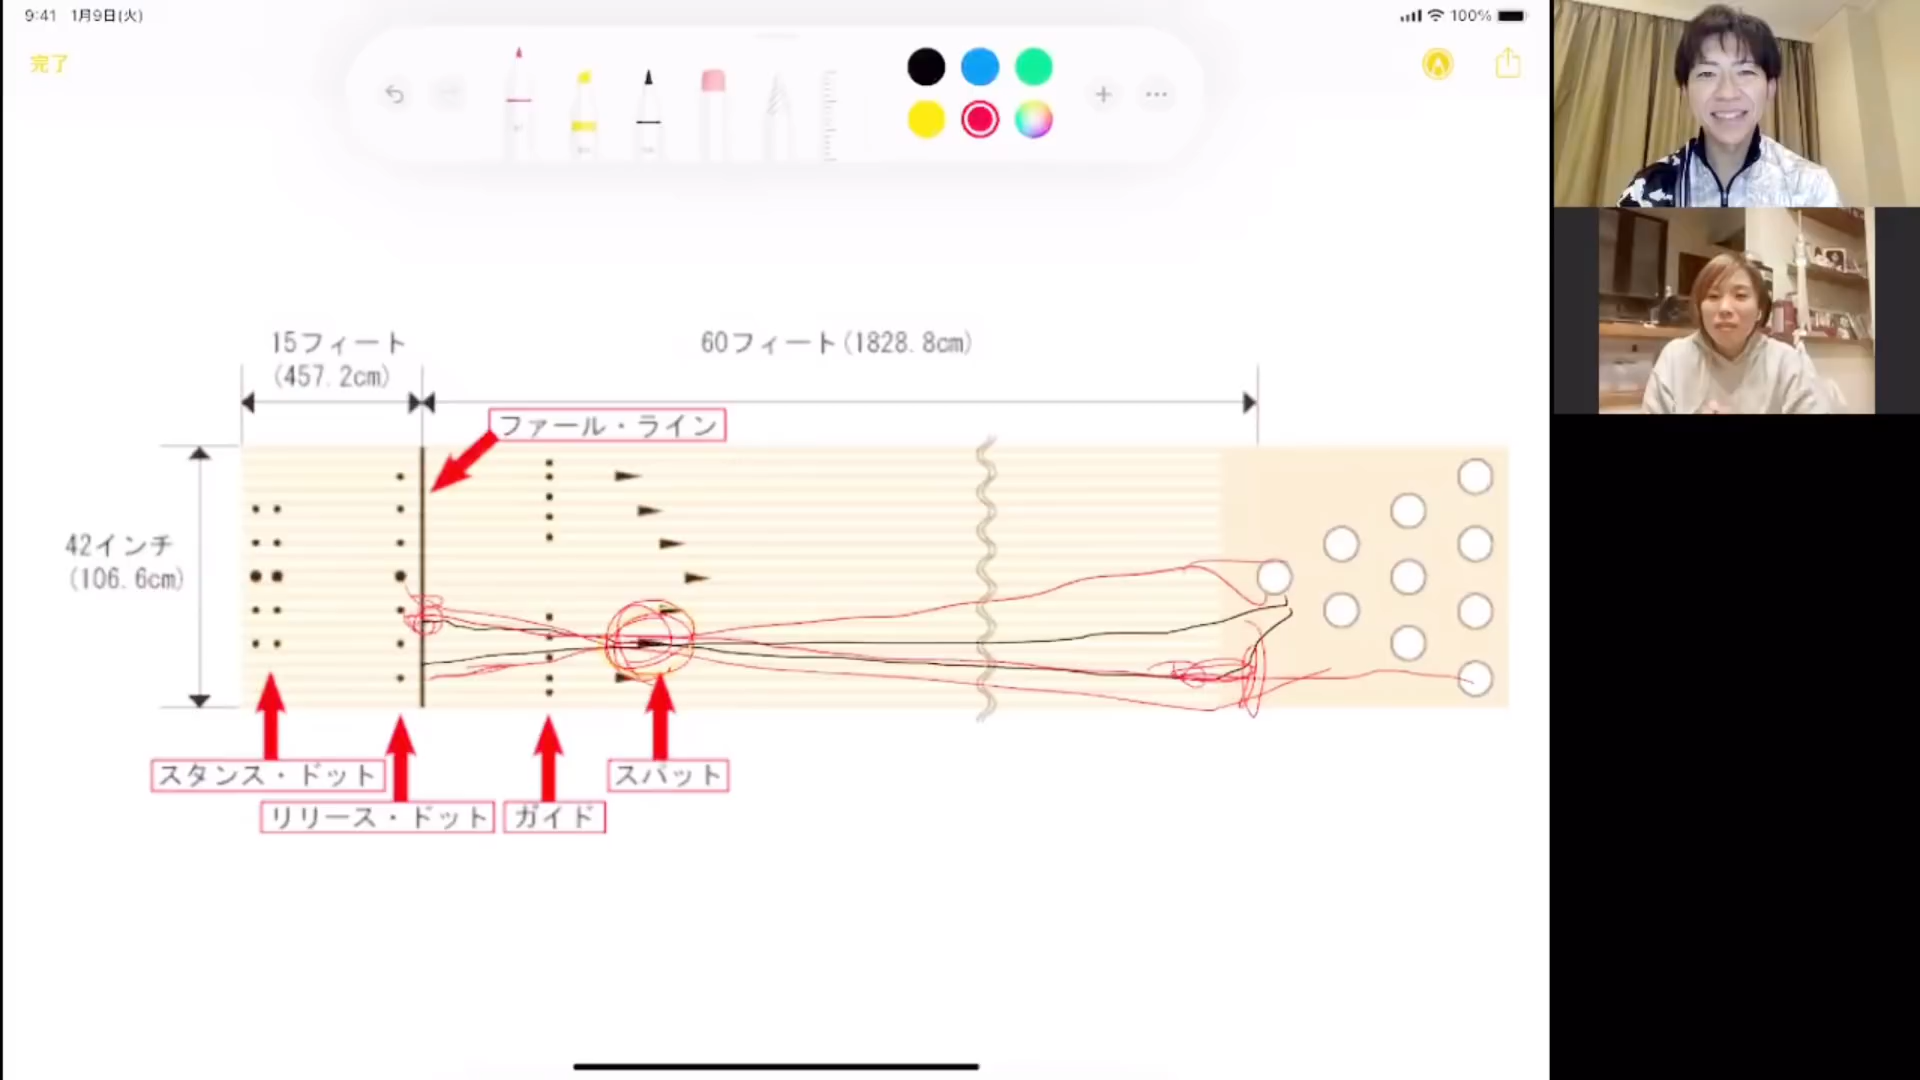 9:41 1月9日(火)
100%
完了
15フィート
(457.2cm)
60フィート(1828.8cm)
ファール・ライン
42インチ
(106.6cm)
スタンス・ドット
スパット
リリース・ドット
ガイド